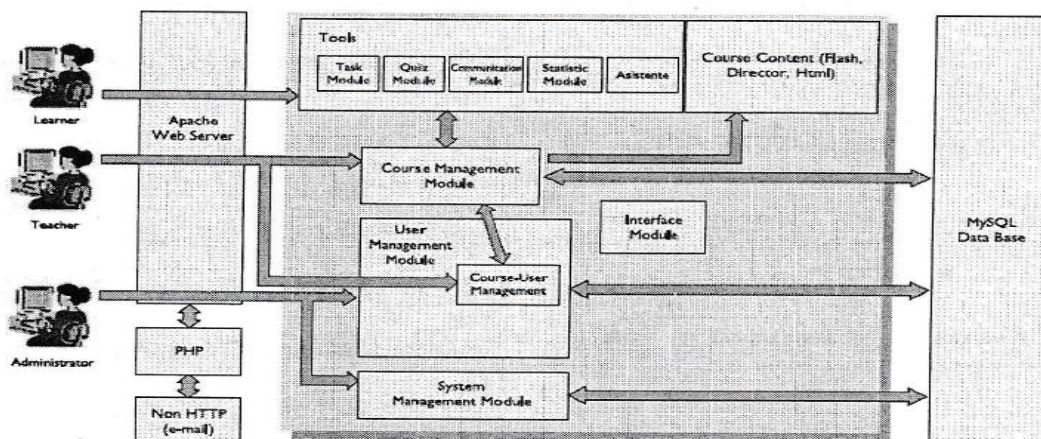 Tools
Task
Module
Quiz
Module
Communication
Module
Statistic
Module
Asistente
Course Content (Flash,
Director, Html)
Learner
Apache
Web Server
Teacher
Course Management
Module
User
Management
Module
Course-User
Management
Interface
Module
MySQL
Data Base
Administrator
PHP
System
Management Module
Non HTTP
(e-mail)